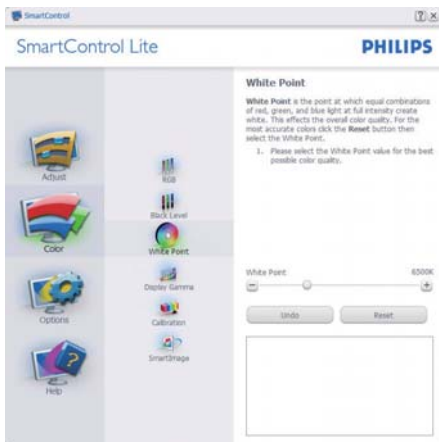 SmartControl
SmartControl Lite
PHILIPS
Adjust
Color
Options
Help
RGB
Black Level
White Point
Display Gamma
Calibration
SmartImage
White Point
White Point is the point at which equal combinations
of red, green, and blue light at full intensity create
white. This effects the overall color quality. For the
most accurate colors click the Reset button then
select the White Point.
1. Please select the White Point value for the best
possible color quality.
White Point 6500K
Undo Reset